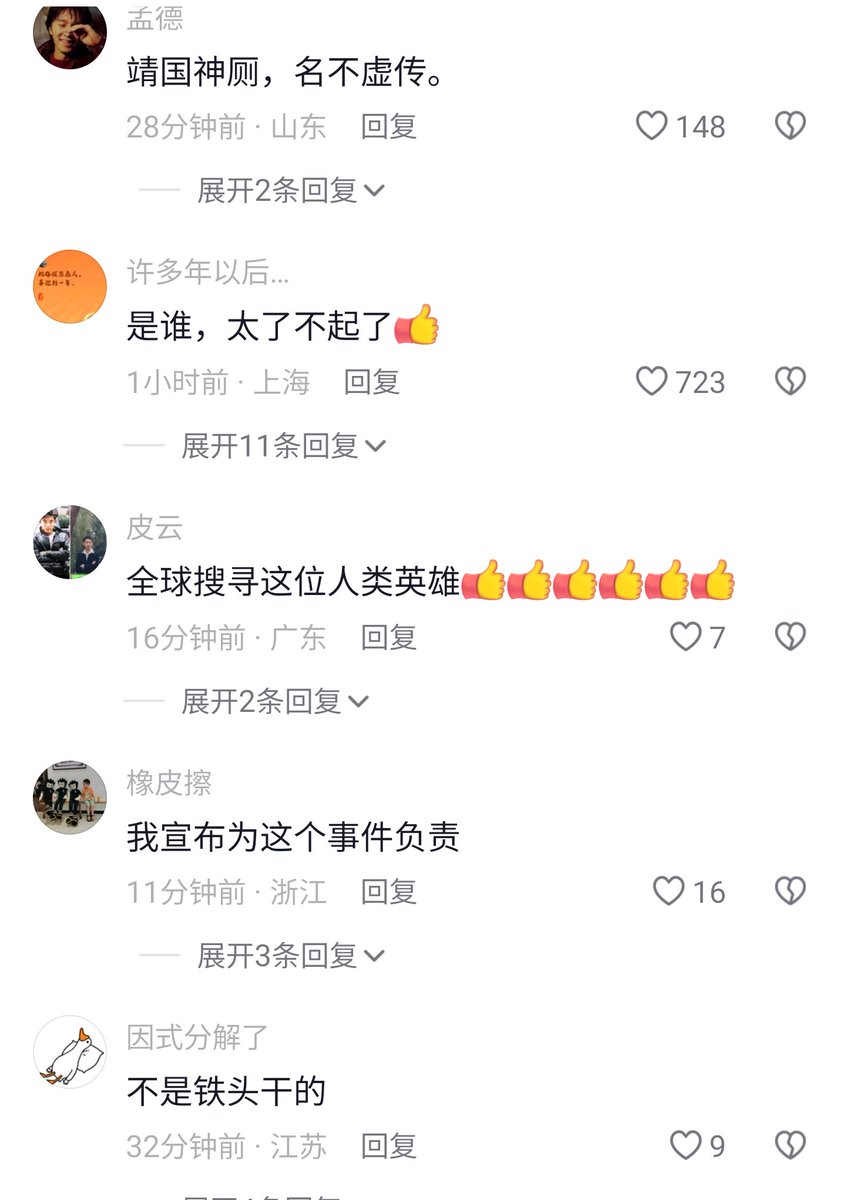 孟德
靖国神厕，名不虚传。
28分钟前 · 山东 回复 148
展开2条回复
许多年以后...
是谁，太了不起了👍
1小时前 · 上海 回复 723
展开11条回复
皮云
全球搜寻这位人类英雄👍👍👍👍👍👍
16分钟前 · 广东 回复 7
展开2条回复
橡皮擦
我宣布为这个事件负责
11分钟前 · 浙江 回复 16
展开3条回复
因式分解了
不是铁头干的
32分钟前 · 江苏 回复 9